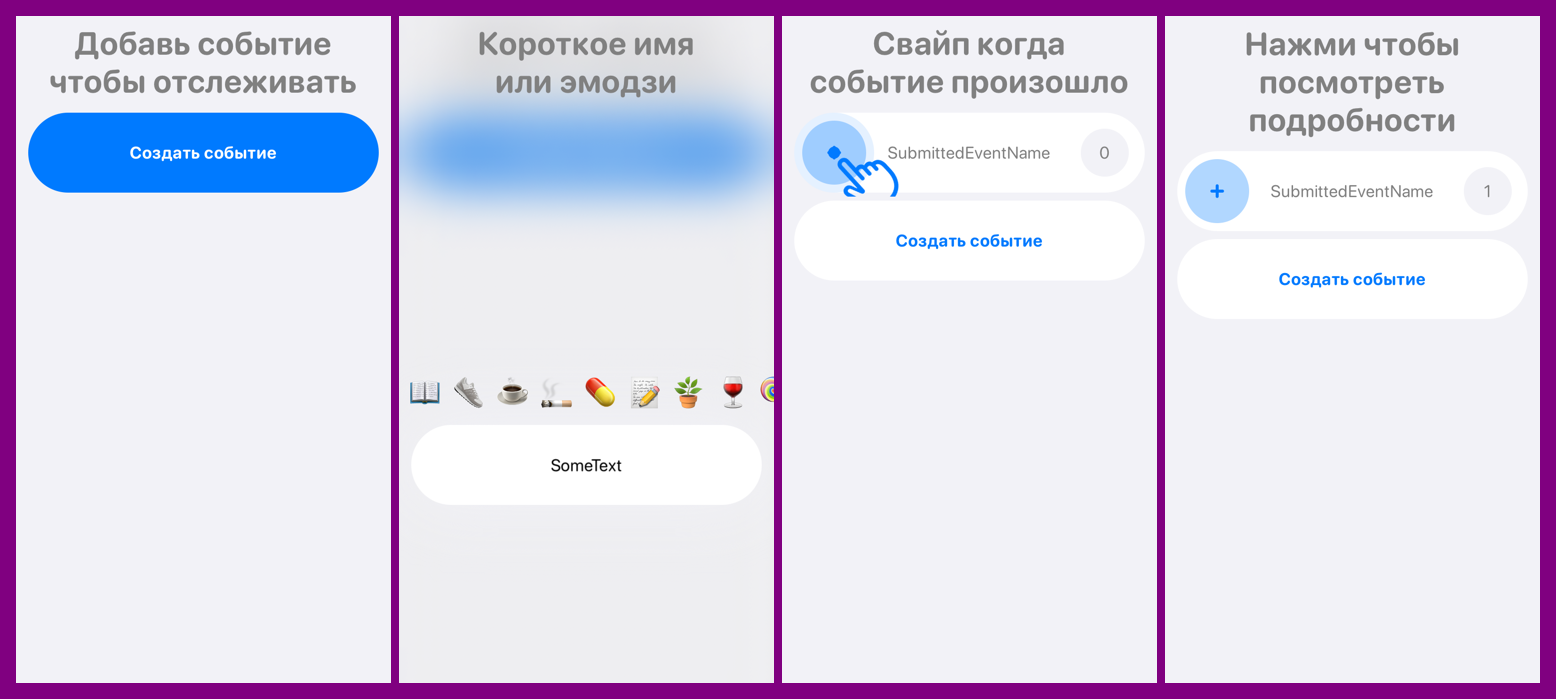 Добавь событие
чтобы отслеживать
Создать событие
Короткое имя
или эмодзи
SomeText
Свайп когда
событие произошло
SubmittedEventName
0
Создать событие
Нажми чтобы
посмотреть
подробности
+
SubmittedEventName
1
Создать событие